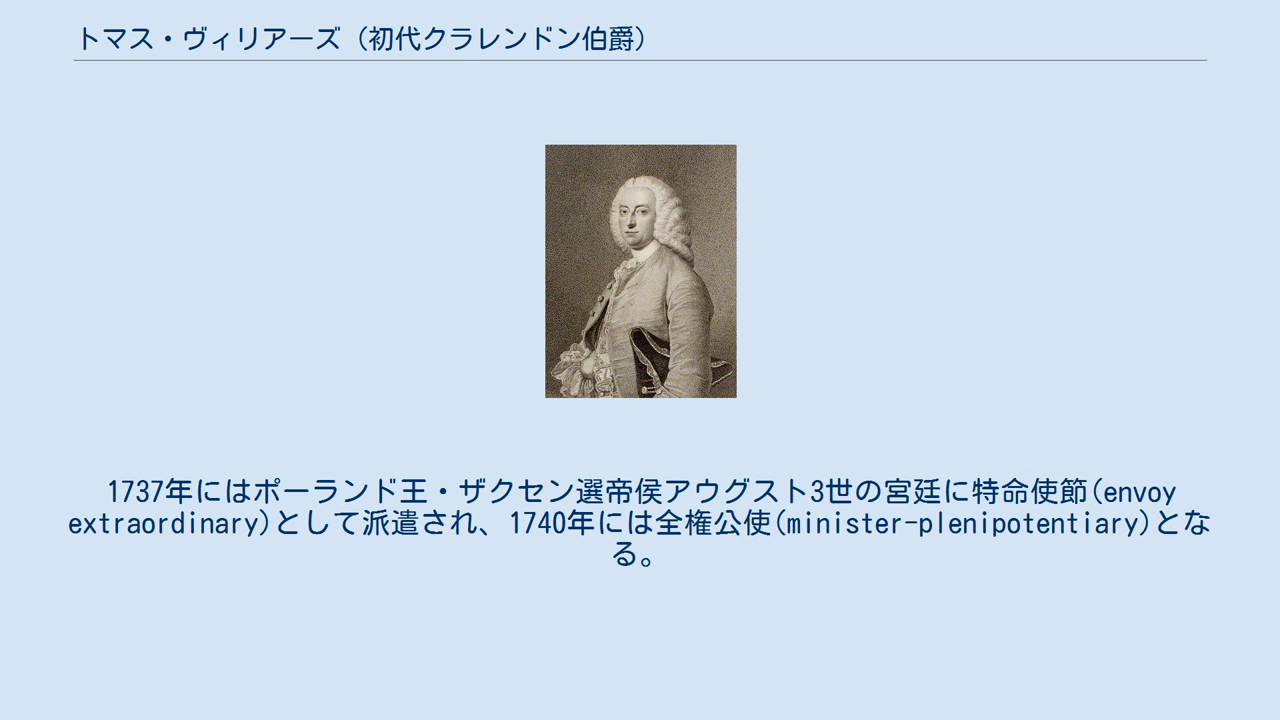 トマス・ヴィリアーズ（初代クラレンドン伯爵）
1737年にはポーランド王・ザクセン選帝侯アウグスト3世の宮廷に特命使節(envoy
extraordinary)として派遣され、1740年には全権公使(minister-plenipotentiary)とな
る。